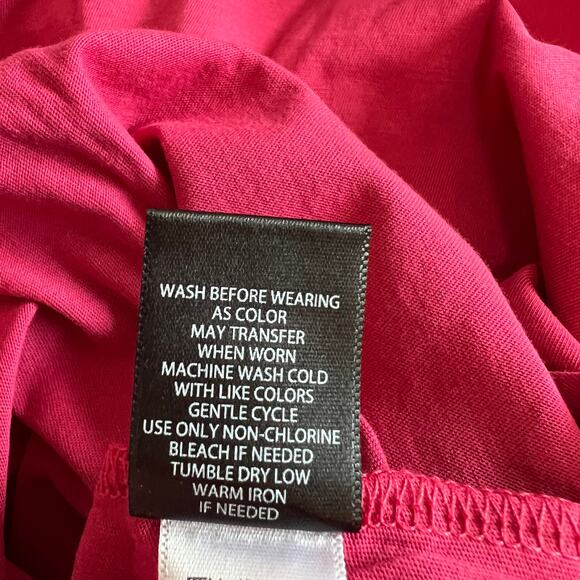 WASH BEFORE WEARING
AS COLOR
MAY TRANSFER
WHEN WORN
MACHINE WASH COLD
WITH LIKE COLORS
GENTLE CYCLE
USE ONLY NON-CHLORINE
BLEACH IF NEEDED
TUMBLE DRY LOW
WARM IRON
IF NEEDED